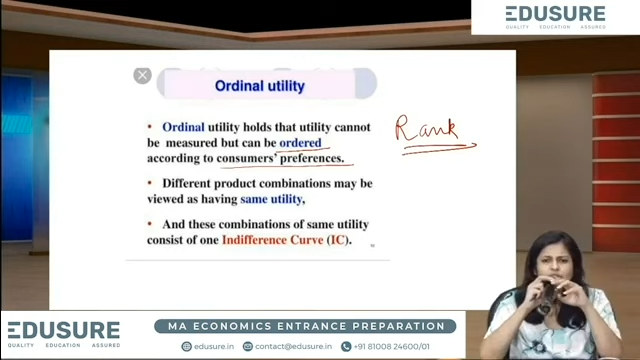 EDUSURE
QUALITY EDUCATION ASSURED
Ordinal utility
• Ordinal utility holds that utility cannot
be measured but can be ordered
according to consumers' preferences.
Rank
• Different product combinations may be
viewed as having same utility,
• And these combinations of same utility
consist of one Indifference Curve (IC).
EDUSURE
QUALITY EDUCATION ASSURED
MA ECONOMICS ENTRANCE PREPARATION
edusure.in
contact@edusure.in
+91 81008 24600/01